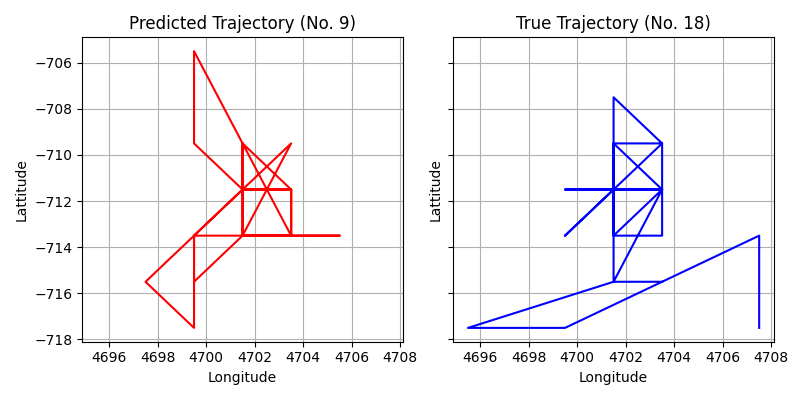 Predicted Trajectory (No. 9)
True Trajectory (No. 18)
Lattitude
−706
−708
−710
−712
−714
−716
−718
4696 4698 4700 4702 4704 4706 4708
Longitude
Lattitude
4696 4698 4700 4702 4704 4706 4708
Longitude